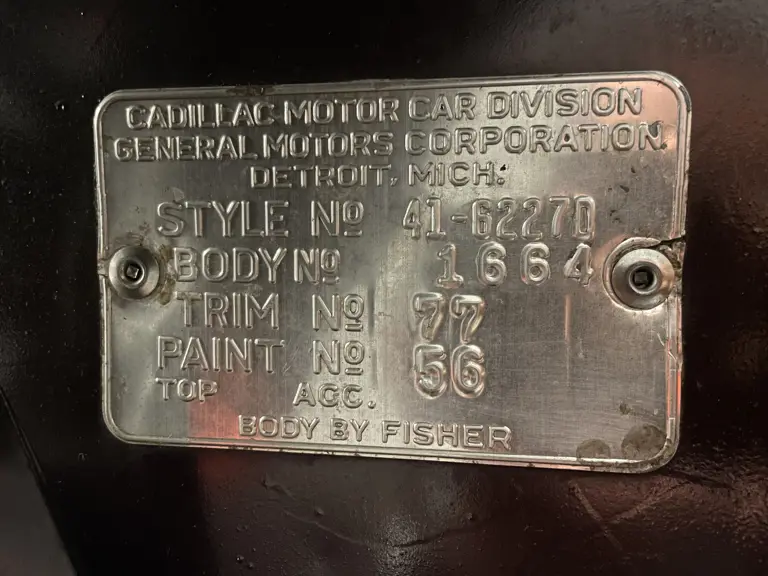 CADILLAC MOTOR CAR DIVISION
GENERAL MOTORS CORPORATION
DETROIT, MICH.
STYLE Nº 41-6227D
BODY Nº 1664
TRIM Nº 77
PAINT Nº 56
TOP ACC.
BODY BY FISHER